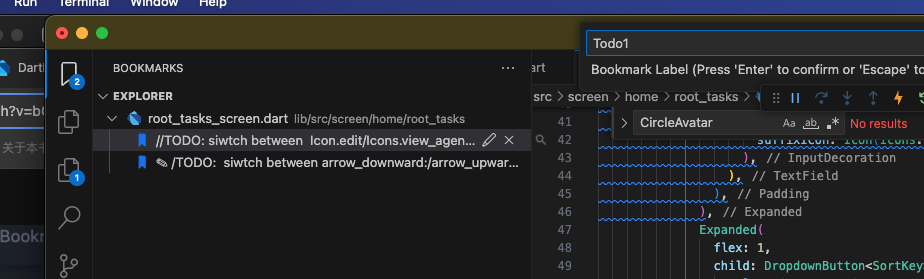 Run Terminal Window Help
Todo1
Bookmark Label (Press 'Enter' to confirm or 'Escape' to
BOOKMARKS
EXPLORER
root_tasks_screen.dart lib/src/screen/home/root_tasks
//TODO: siwtch between Icon.edit/Icons.view_agen...
/TODO: siwtch between arrow_downward:/arrow_upwar...
2
1
Dart
h?v=b
关于本
Bookn
art
src > screen > home > root_tasks >
CircleAvatar
Aa ab .*
No results
41
42 suffixIcon: Icon(Icons.
43 ), // InputDecoration
44 ), // TextField
45 ), // Padding
46 ), // Expanded
47 Expanded(
48 flex: 1,
49 child: DropdownButton<SortKey